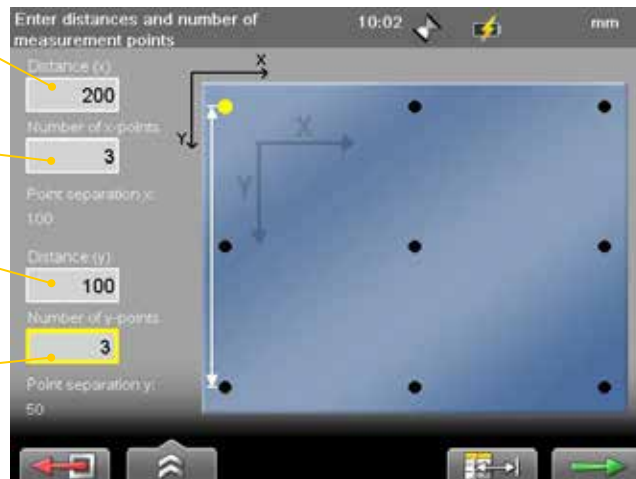 Enter distances and number of
measurement points
10:02
mm
Distance (x)
200
Number of x-points
3
Point separation x:
100
Distance (y)
100
Number of y-points
3
Point separation y:
50
X
Y
X
Y